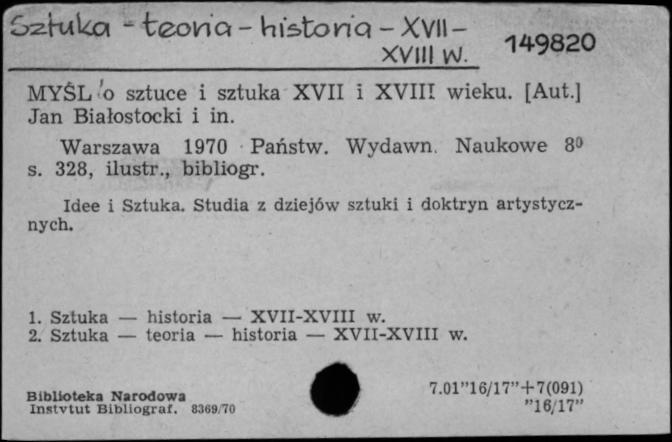 Sztuka - teoria - historia - XVII-
XVIII w.
149820
MYŚL o sztuce i sztuka XVII i XVIII wieku. [Aut.]
Jan Białostocki i in.
Warszawa 1970 Państw. Wydawn. Naukowe 8⁰
s. 328, ilustr., bibliogr.
Idee i Sztuka. Studia z dziejów sztuki i doktryn artystycz-
nych.
1. Sztuka — historia — XVII-XVIII w.
2. Sztuka — teoria — historia — XVII-XVIII w.
Biblioteka Narodowa
Instytut Bibliograf. 8369/70
7.01"16/17"+7(091)
"16/17"